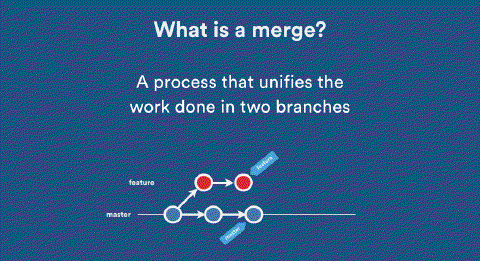 What is a merge?
A process that unifies the
work done in two branches
feature
feature
master
master